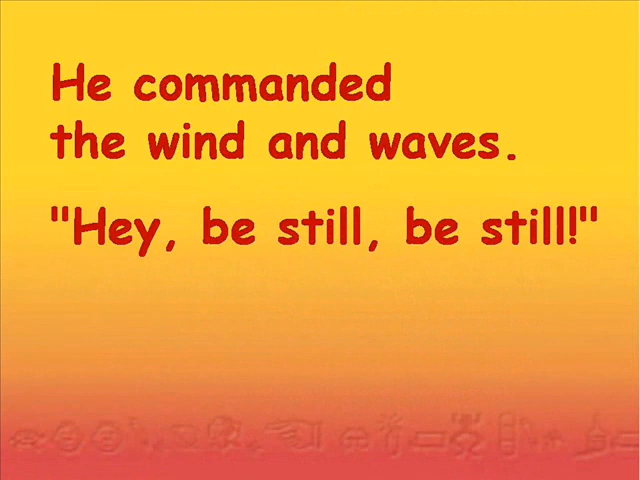 He commanded
the wind and waves.
"Hey, be still, be still!"